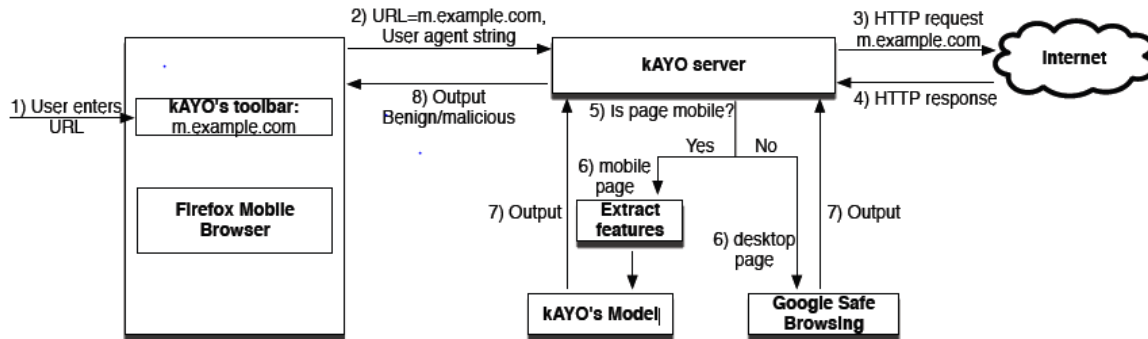 1) User enters
URL
kAYO's toolbar:
m.example.com
Firefox Mobile
Browser
2) URL=m.example.com,
User agent string
8) Output
Benign/malicious
kAYO server
3) HTTP request
m.example.com
4) HTTP response
Internet
5) Is page mobile?
Yes
No
6) mobile
page
Extract
features
7) Output
kAYO's Model
6) desktop
page
7) Output
Google Safe
Browsing